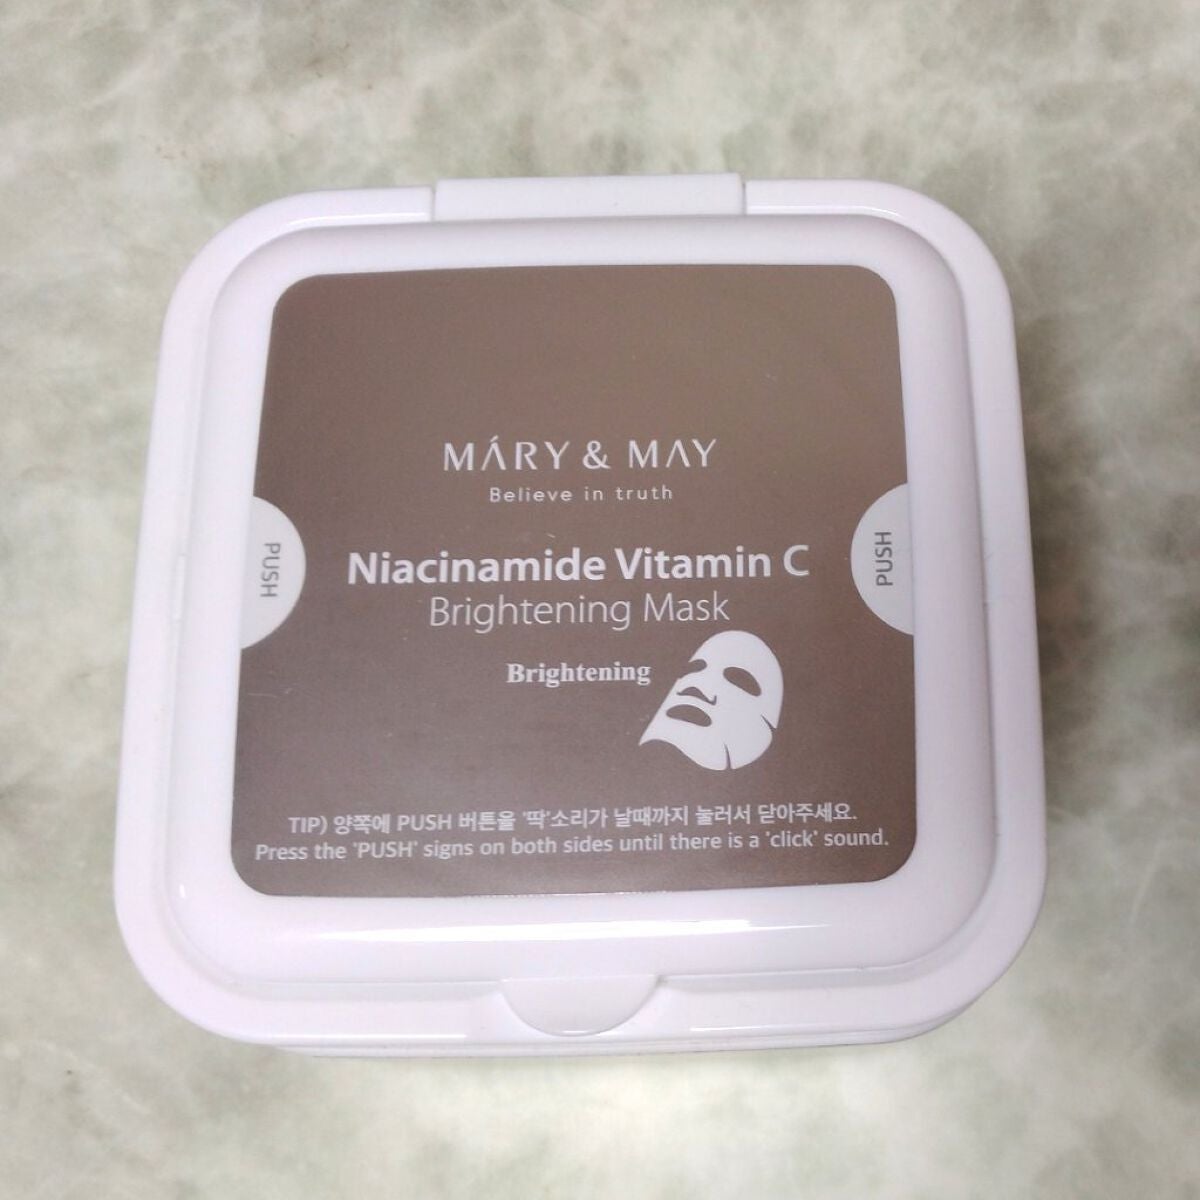 MÁRY & MAY
Believe in truth
PUSH
PUSH
Niacinamide Vitamin C
Brightening Mask
Brightening
TIP) 양쪽에 PUSH 버튼을 '딱'소리가 날때까지 눌러서 닫아주세요.
Press the 'PUSH' signs on both sides until there is a 'click' sound.